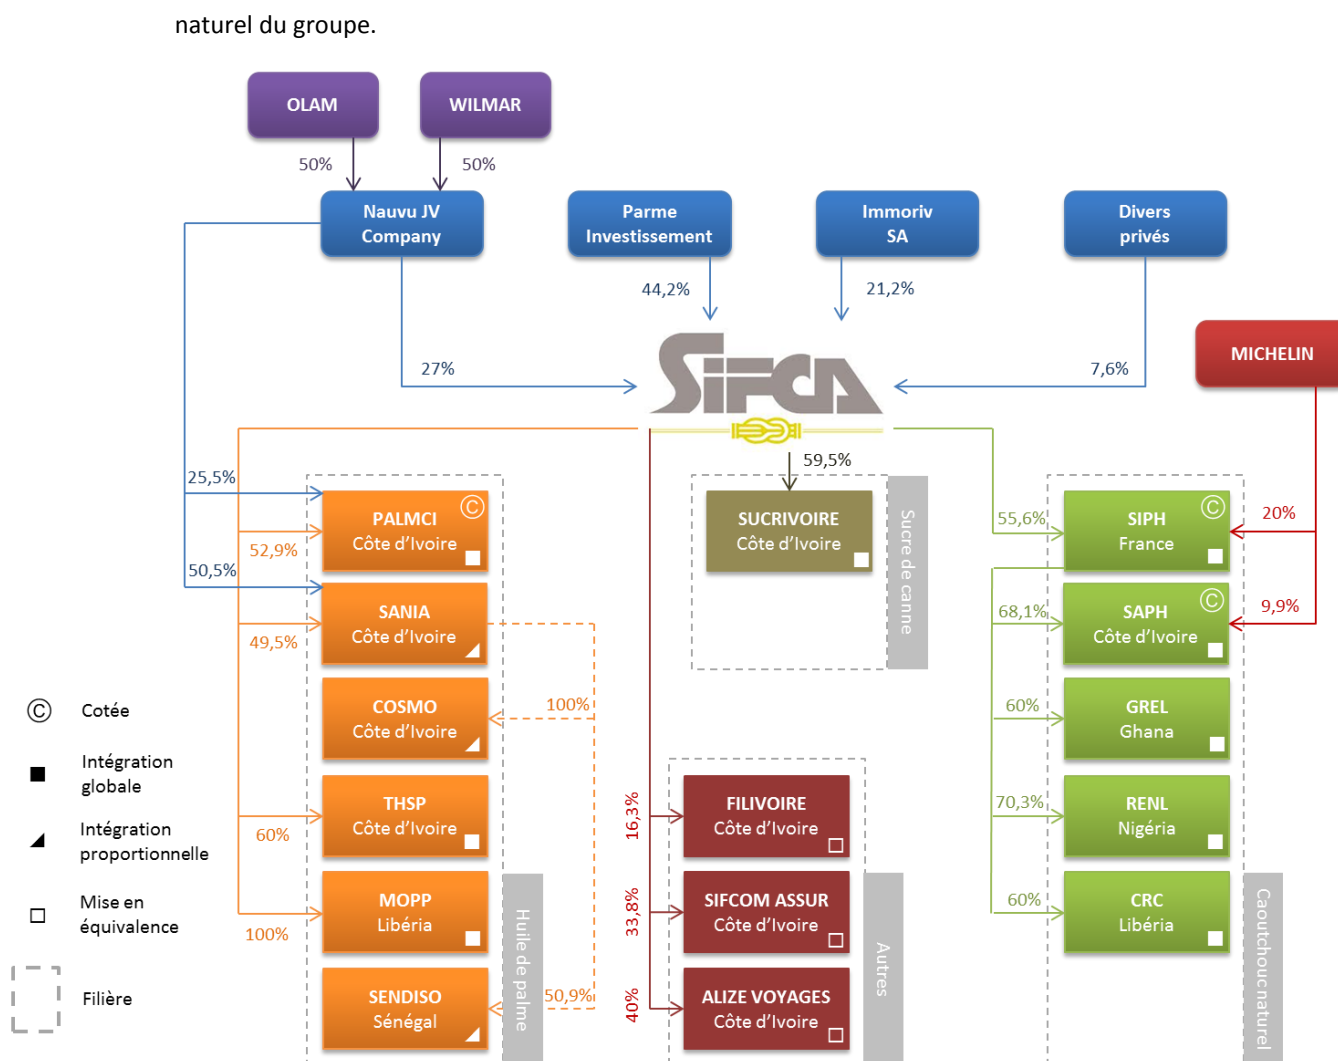 naturel du groupe.
OLAM
WILMAR
50%
50%
Nauvu JV
Company
Parme
Investissement
Immoriv
SA
Divers
privés
44,2%
21,2%
MICHELIN
SIFCA
27%
7,6%
59,5%
25,5%
PALMCI
Côte d'Ivoire
C
52,9%
SUCRIVOIRE
Côte d'Ivoire
Sucre de canne
55,6%
SIPH
France
C
20%
50,5%
SANIA
Côte d'Ivoire
49,5%
68,1%
SAPH
Côte d'Ivoire
C
9,9%
COSMO
Côte d'Ivoire
100%
60%
GREL
Ghana
C
Cotée
Intégration
globale
Intégration
proportionnelle
Mise en
équivalence
Filière
THSP
Côte d'Ivoire
60%
16,3%
FILIVOIRE
Côte d'Ivoire
70,3%
RENL
Nigéria
MOPP
Libéria
100%
Huile de palme
33,8%
SIFCOM ASSUR
Côte d'Ivoire
Autres
60%
CRC
Libéria
Caoutchouc naturel
SENDISO
Sénégal
50,9%
40%
ALIZE VOYAGES
Côte d'Ivoire